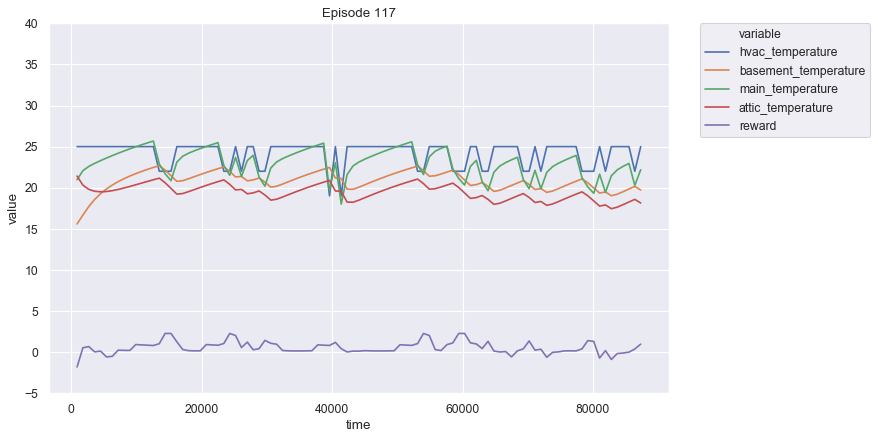 Episode 117
40
35
30
25
20
15
10
5
0
−5
value
0
20000
40000
60000
80000
time
variable
hvac_temperature
basement_temperature
main_temperature
attic_temperature
reward